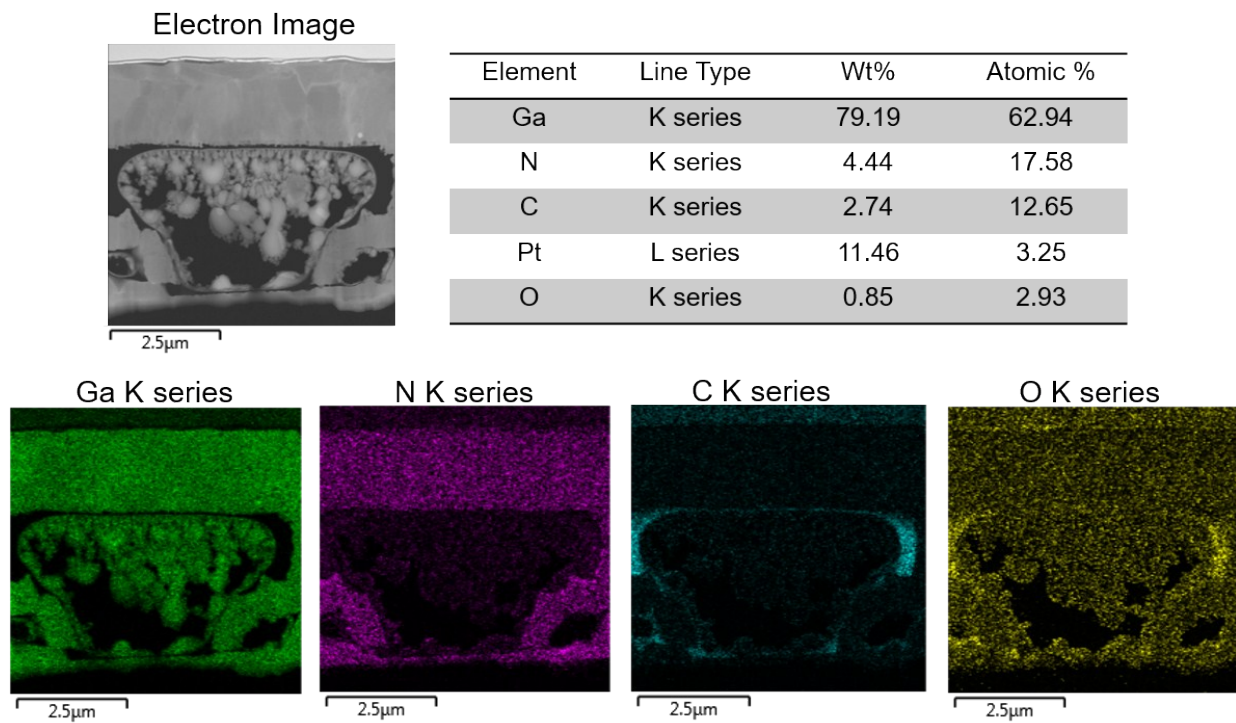 Electron Image
2.5µm
Element Line Type Wt% Atomic %
Ga K series 79.19 62.94
N K series 4.44 17.58
C K series 2.74 12.65
Pt L series 11.46 3.25
O K series 0.85 2.93
Ga K series
N K series
C K series
O K series
2.5µm
2.5µm
2.5µm
2.5µm